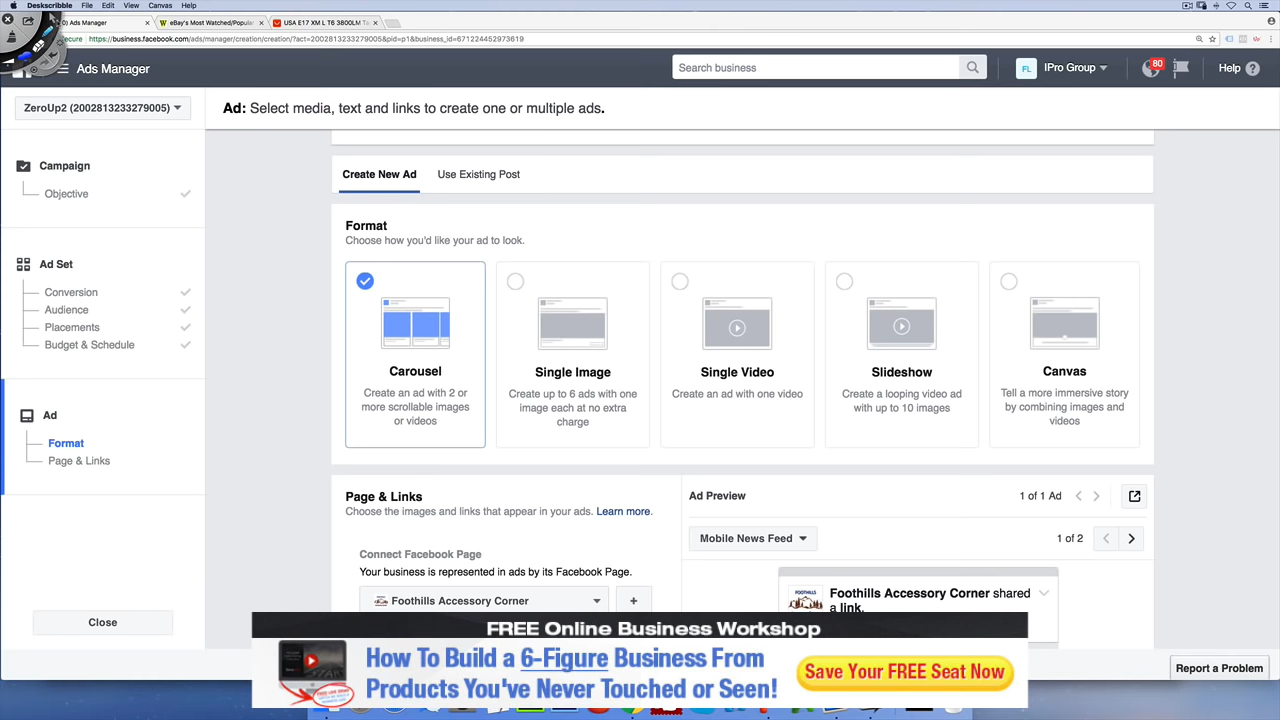 Deskscribble File Edit View Canvas Help
Ads Manager
eBay's Most Watched/Popula
USA E17 XM L T6 3800LM Ta
https://business.facebook.com/ads/manager/creation/creation/?act=2002813233279005&pid=p1&business_id=671224452973619
Ads Manager
Search business
FL IPro Group
80
Help
ZeroUp2 (2002813233279005)
Ad: Select media, text and links to create one or multiple ads.
Campaign
Objective
Ad Set
Conversion
Audience
Placements
Budget & Schedule
Ad
Format
Page & Links
Close
Create New Ad Use Existing Post
Format
Choose how you'd like your ad to look.
Carousel
Create an ad with 2 or
more scrollable images
or videos
Single Image
Create up to 6 ads with one
image each at no extra
charge
Single Video
Create an ad with one video
Slideshow
Create a looping video ad
with up to 10 images
Canvas
Tell a more immersive story
by combining images and
videos
Page & Links
Choose the images and links that appear in your ads. Learn more.
Connect Facebook Page
Your business is represented in ads by its Facebook Page.
Foothills Accessory Corner
+
Ad Preview
1 of 1 Ad
Mobile News Feed
1 of 2
FOOTHILLS
Foothills Accessory Corner shared
a link.
FREE Online Business Workshop
How To Build a 6-Figure Business From
Products You've Never Touched or Seen!
Save Your FREE Seat Now
Report a Problem